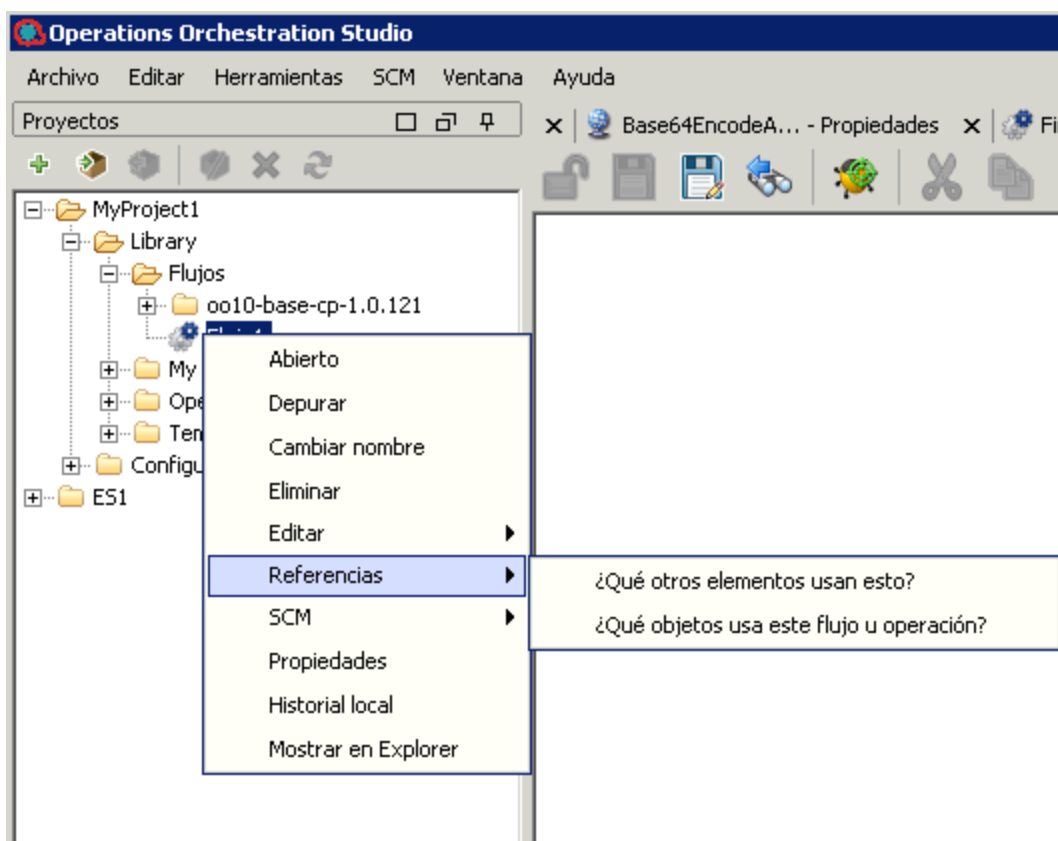 Operations Orchestration Studio
Archivo Editar Herramientas SCM Ventana Ayuda
Proyectos
Base64EncodeA... - Propiedades
MyProject1
Library
Flujos
oo10-base-cp-1.0.121
My
Configu
ES1
Abierto
Depurar
Cambiar nombre
Eliminar
Editar
Referencias
SCM
Propiedades
Historial local
Mostrar en Explorer
¿Qué otros elementos usan esto?
¿Qué objetos usa este flujo u operación?